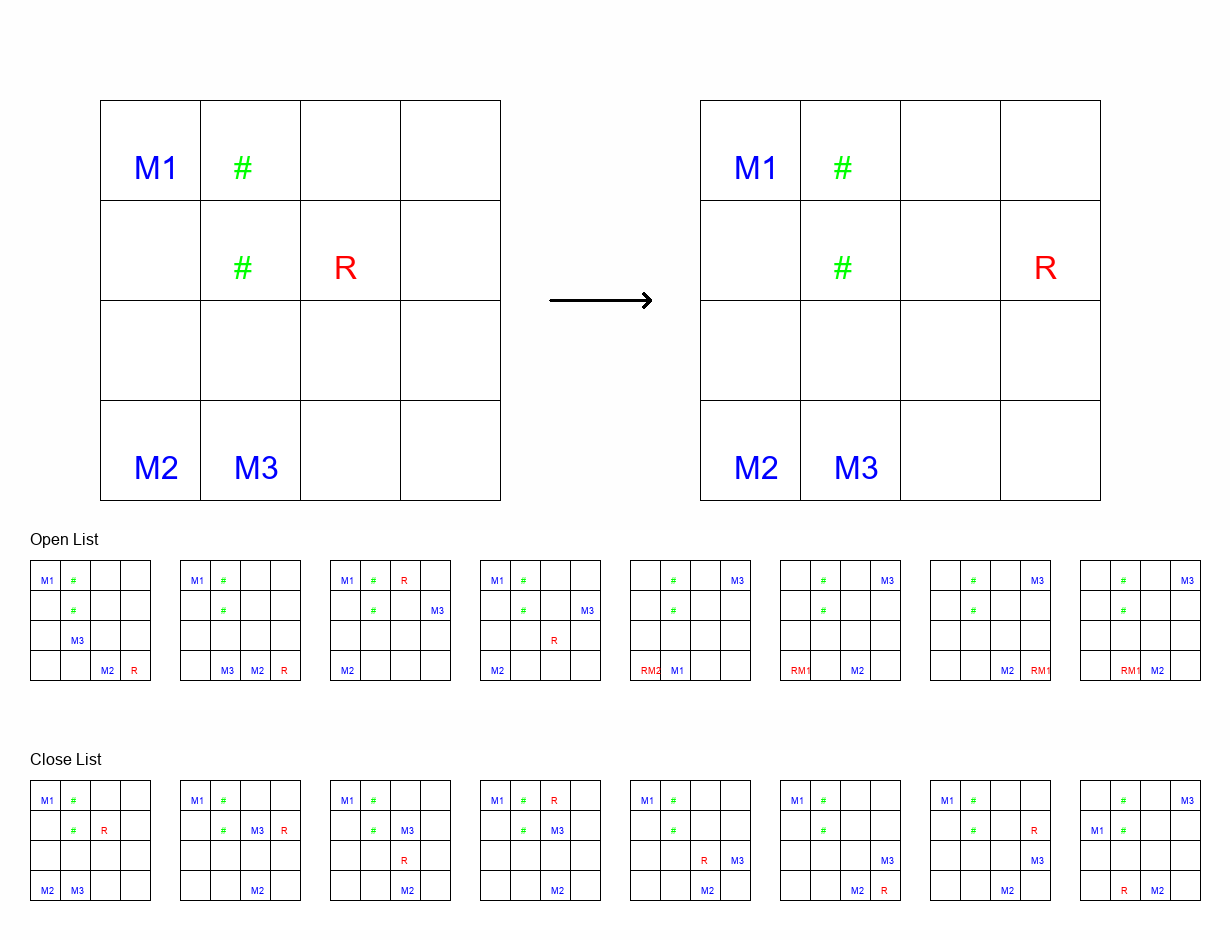 M1 # M1 #
# R # R
M2 M3 M2 M3
Open List
M1 # M1 # M1 # R M1 # # M3 # M3 # M3 # M3
# # # M3 # M3 # # # #
M3 R
M2 R M3 M2 R M2 M2 RM2 M1 RM1 M2 M2 RM1 RM1 M2
Close List
M1 # M1 # M1 # M1 # R M1 # M1 # M1 # # M3
# R # M3 R # M3 # M3 # # # R M1 #
R R M3 M3 M3
M2 M3 M2 M2 M2 M2 M2 R M2 R M2